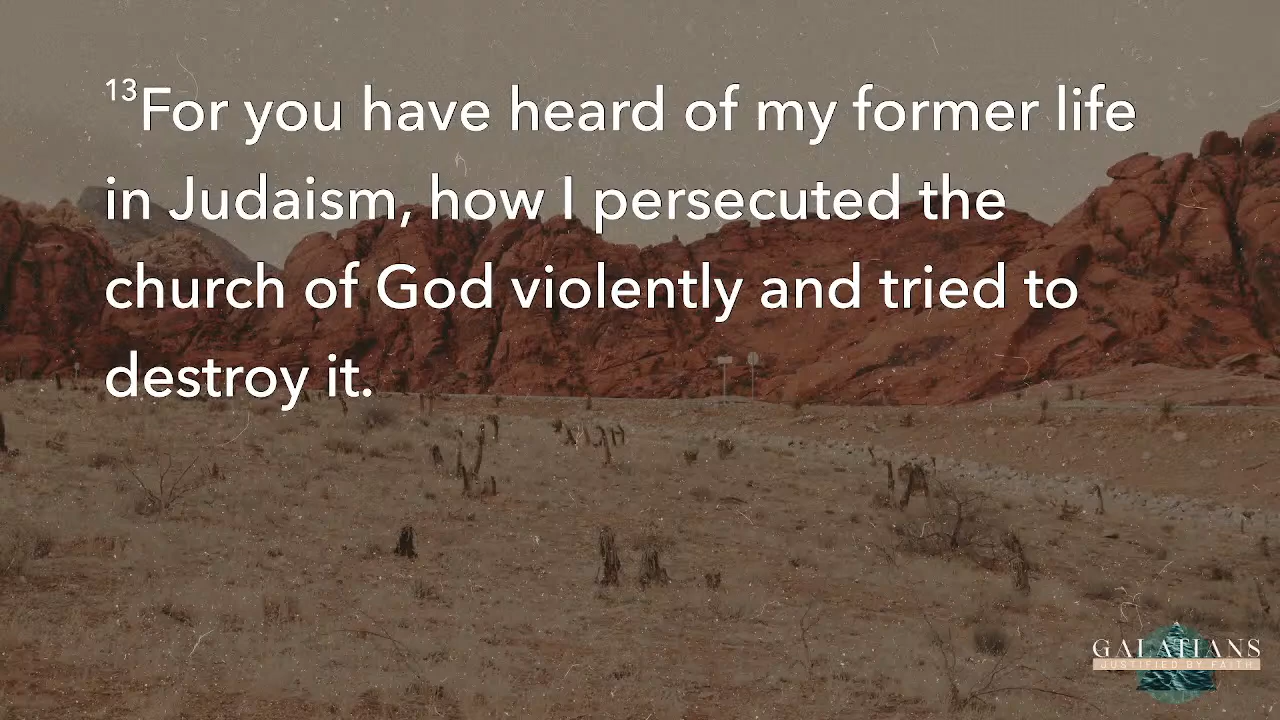 13For you have heard of my former life
in Judaism, how I persecuted the
church of God violently and tried to
destroy it.
GALATIANS
JUSTIFIED BY FAITH